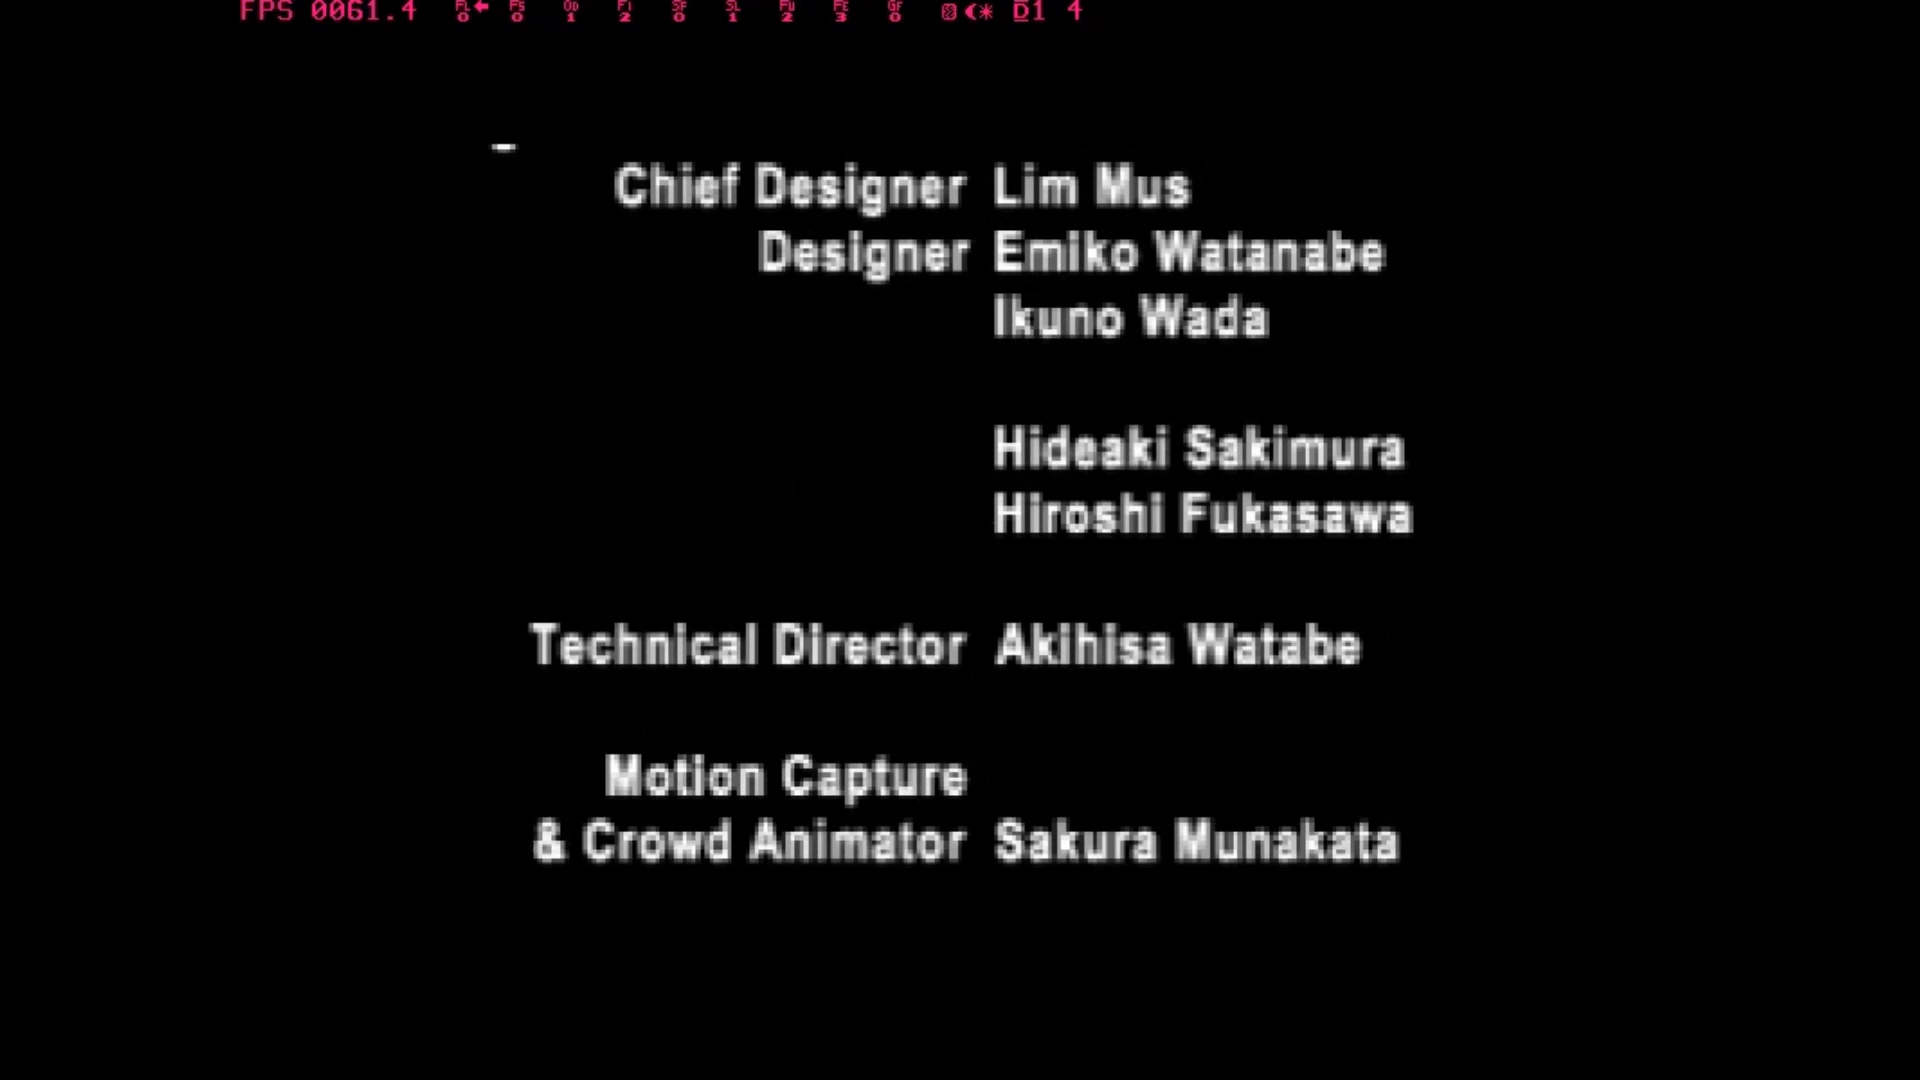 FPS 0061.4
Chief Designer Lim Mus
Designer Emiko Watanabe
Ikuno Wada
Hideaki Sakimura
Hiroshi Fukasawa
Technical Director Akihisa Watabe
Motion Capture
& Crowd Animator Sakura Munakata